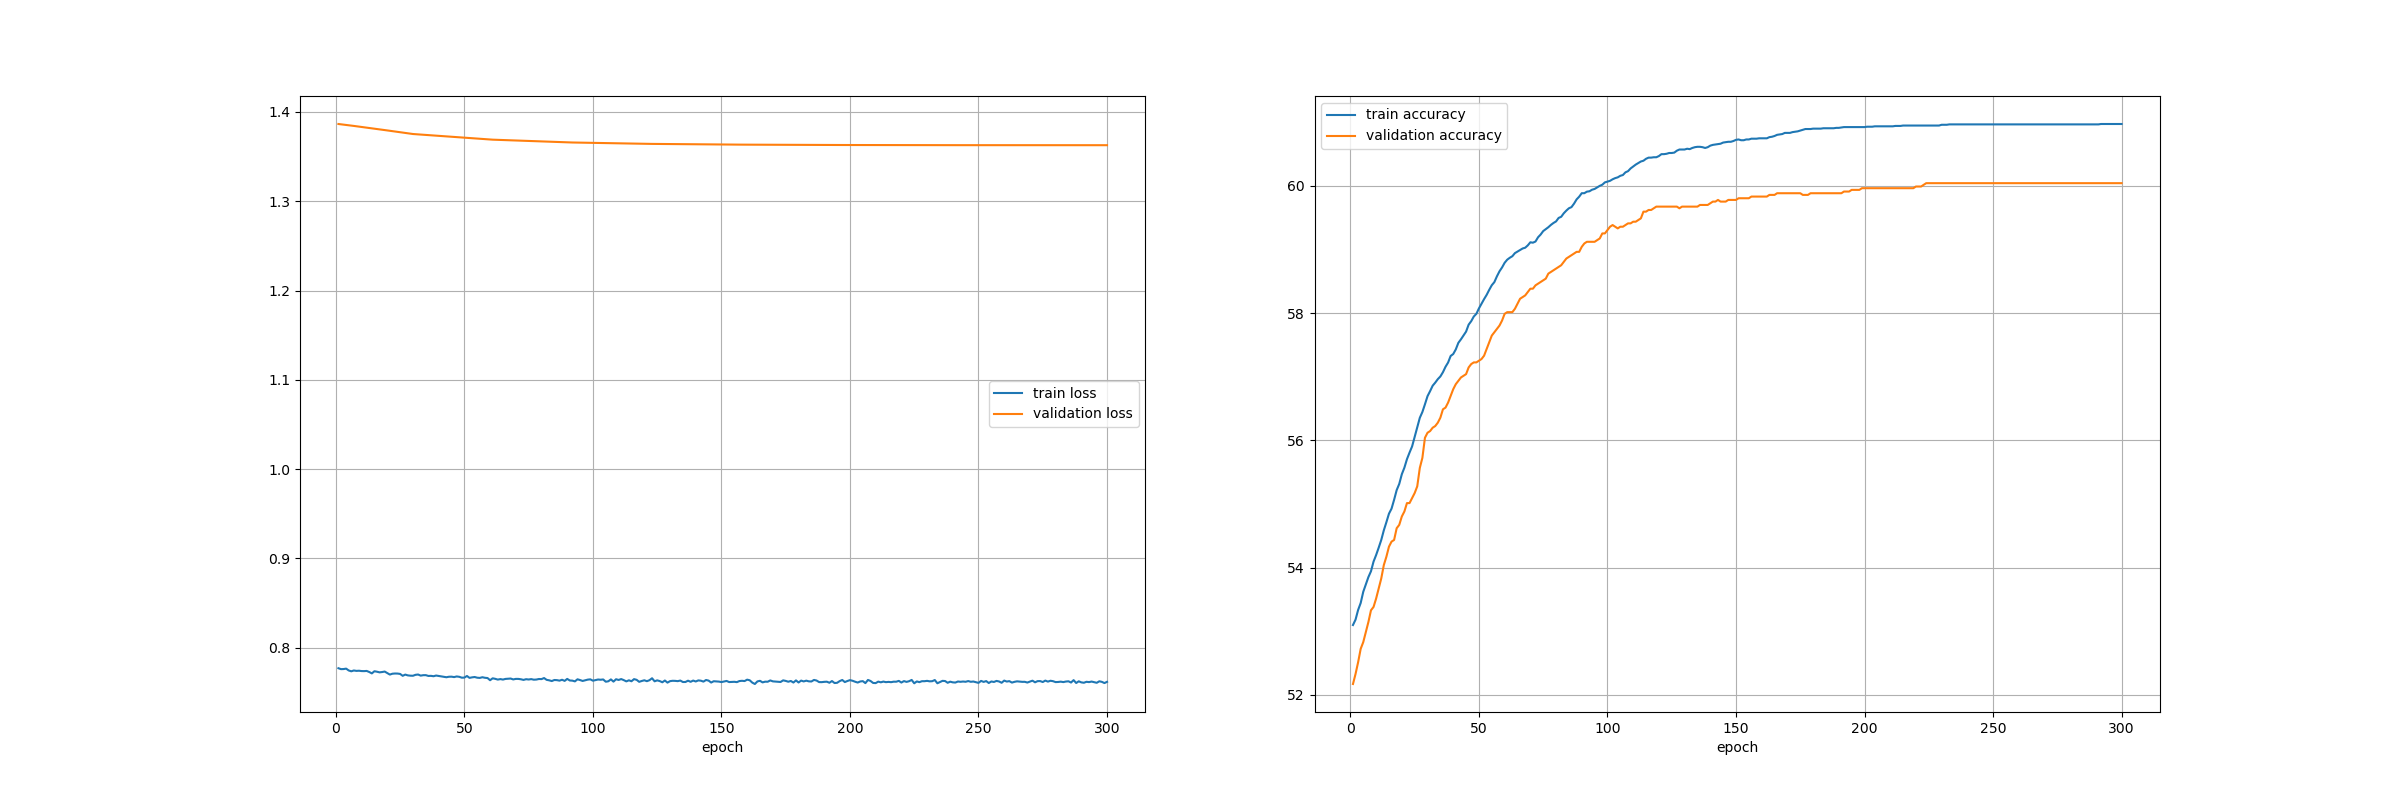 1.4
1.3
1.2
1.1
1.0
0.9
0.8
train loss
validation loss
0 50 100 150 200 250 300
epoch
train accuracy
validation accuracy
60
58
56
54
52
0 50 100 150 200 250 300
epoch